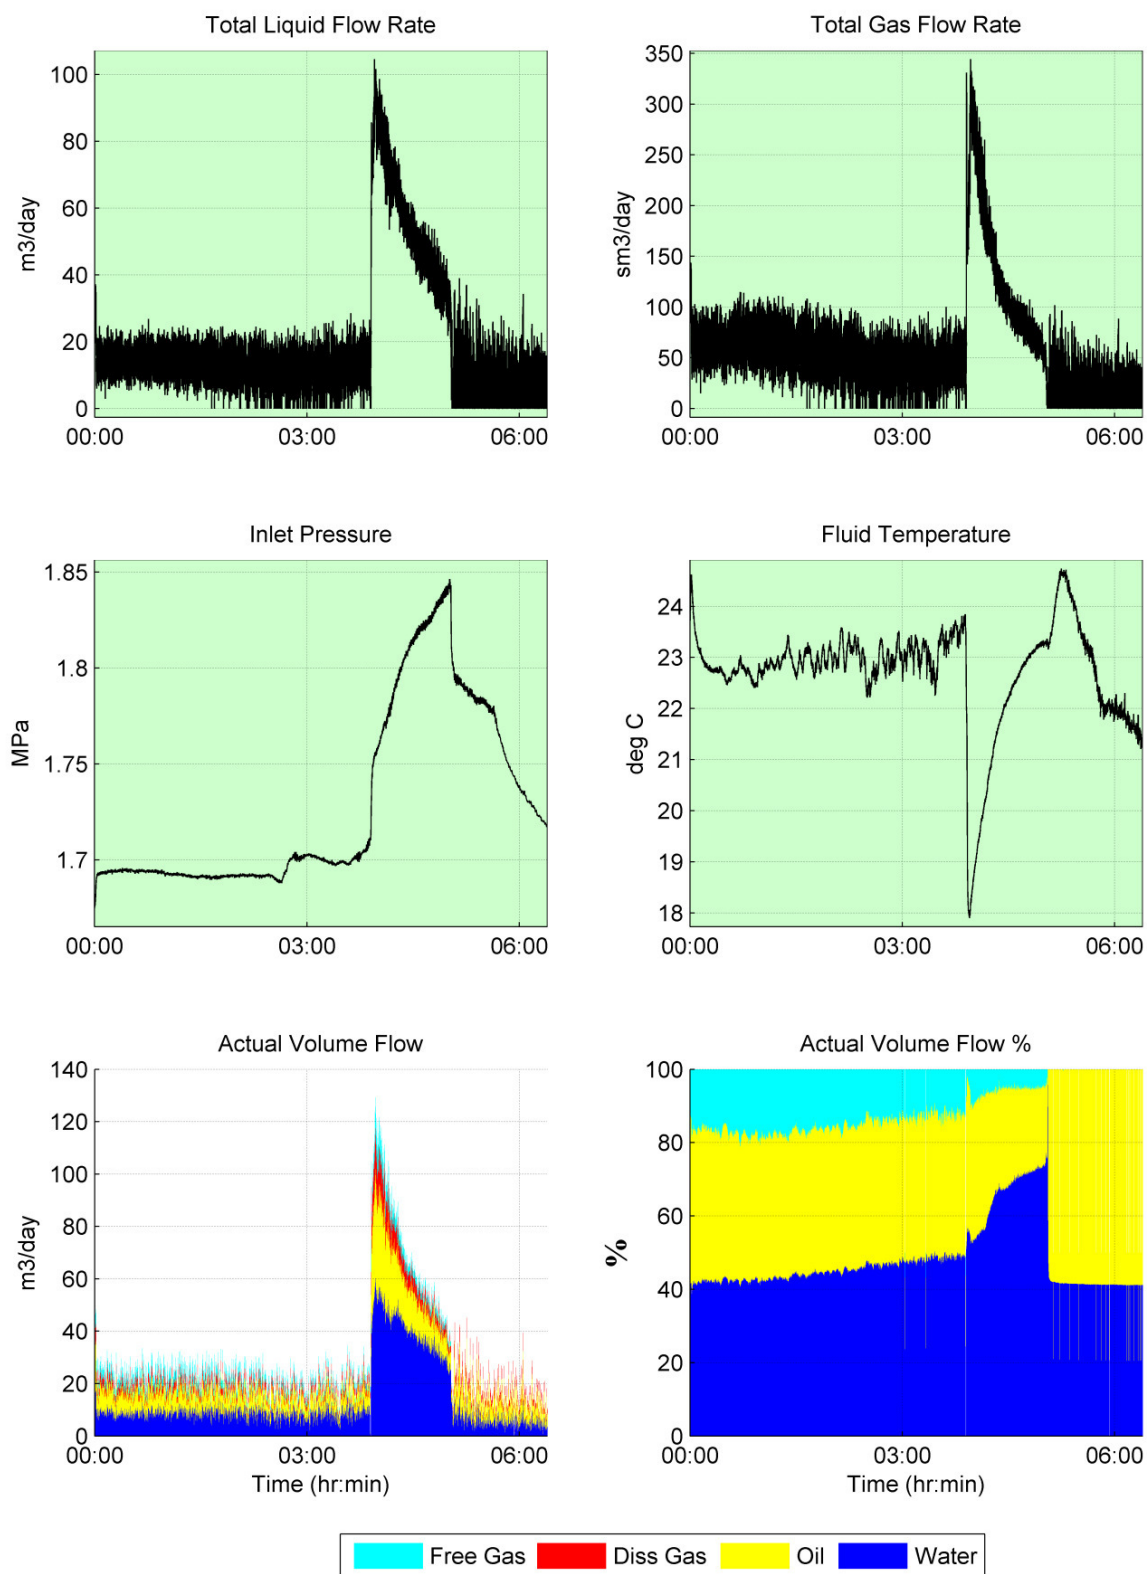 Total Liquid Flow Rate
m3/day
100
80
60
40
20
0
00:00 03:00 06:00
Total Gas Flow Rate
sm3/day
350
300
250
200
150
100
50
0
00:00 03:00 06:00
Inlet Pressure
MPa
1.85
1.8
1.75
1.7
00:00 03:00 06:00
Fluid Temperature
deg C
24
23
22
21
20
19
18
00:00 03:00 06:00
Actual Volume Flow
m3/day
140
120
100
80
60
40
20
0
00:00 03:00 06:00
Time (hr:min)
Actual Volume Flow %
%
100
80
60
40
20
0
00:00 03:00 06:00
Time (hr:min)
Free Gas Diss Gas Oil Water